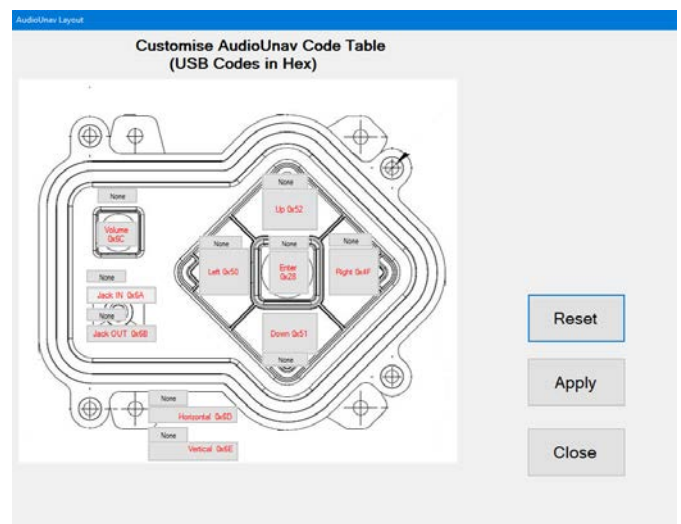 AudioUnav Layout
Customise AudioUnav Code Table
(USB Codes in Hex)
None
Up 0x52
None
Volume
0x6C
None
Left 0x50
None
Enter
0x28
None
Right 0x4F
None
Jack IN 0x6A
None
Jack OUT 0x6B
Down 0x51
None
None
Horizontal 0x6D
None
Vertical 0x6E
Reset
Apply
Close